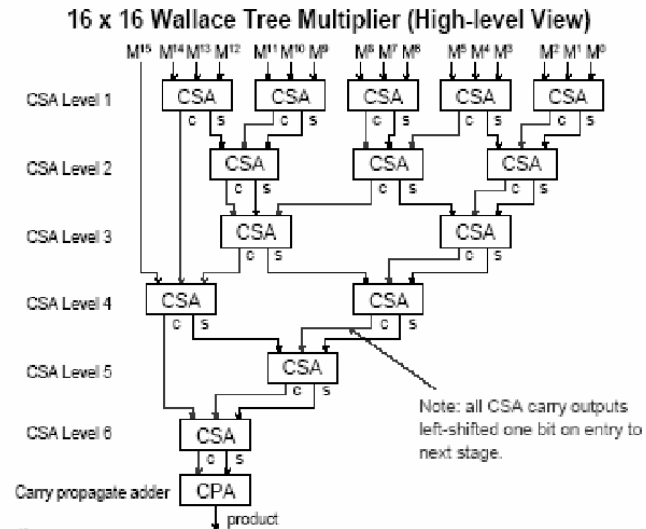 16 x 16 Wallace Tree Multiplier (High-level View)
M15 M14 M13 M12 M11 M10 M9 M8 M7 M6 M5 M4 M3 M2 M1 M0
CSA Level 1 CSA CSA CSA CSA CSA
c s c s c s c s c s
CSA Level 2 CSA CSA CSA
c s c s c s
CSA Level 3 CSA CSA
c s c s
CSA Level 4 CSA CSA
c s c s
CSA Level 5 CSA
c s
Note: all CSA carry outputs
left-shifted one bit on entry to
next stage.
CSA Level 6 CSA
c s
Carry propagate adder CPA
product